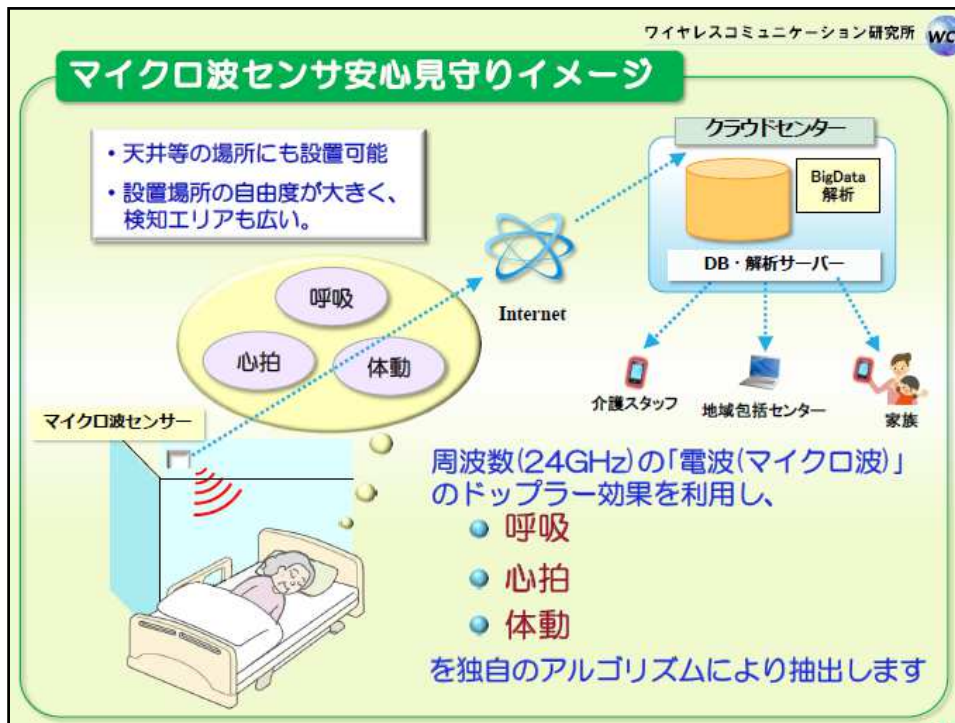 ワイヤレスコミュニケーション研究所
WC
マイクロ波センサ安心見守りイメージ
・天井等の場所にも設置可能
・設置場所の自由度が大きく、
検知エリアも広い。
クラウドセンター
BigData
解析
DB・解析サーバー
Internet
呼吸
心拍
体動
介護スタッフ
地域包括センター
家族
マイクロ波センサー
周波数(24GHz)の「電波(マイクロ波)」
のドップラー効果を利用し、
呼吸
心拍
体動
を独自のアルゴリズムにより抽出します